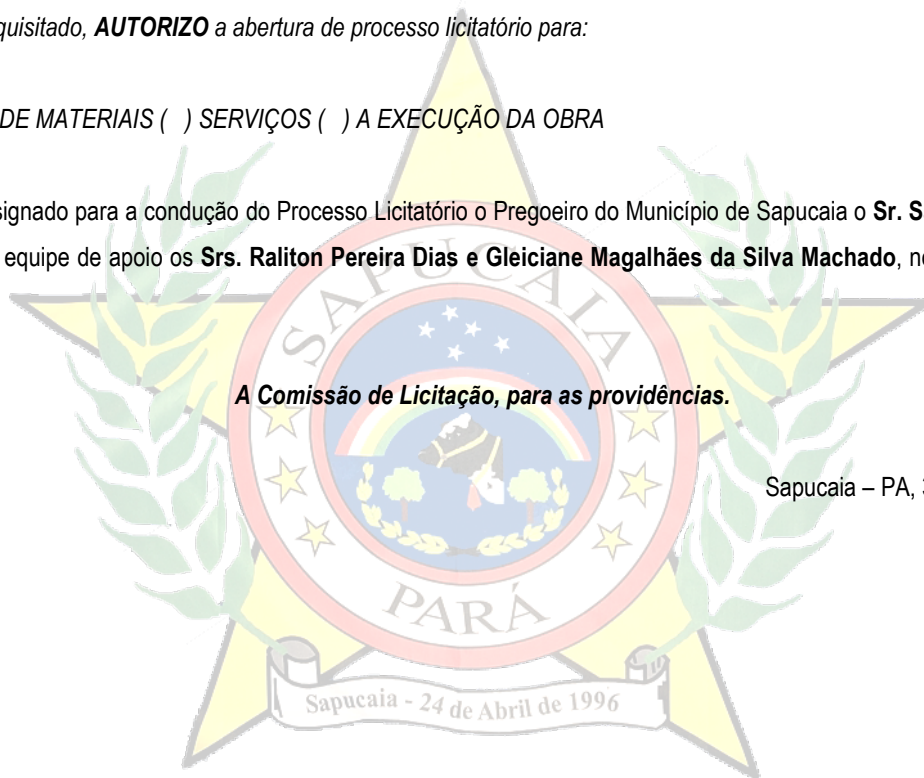 quisitado, AUTORIZO a abertura de processo licitatório para:
DE MATERIAIS ( ) SERVIÇOS ( ) A EXECUÇÃO DA OBRA
signado para a condução do Processo Licitatório o Pregoeiro do Município de Sapucaia o Sr. S
equipe de apoio os Srs. Raliton Pereira Dias e Gleiciane Magalhães da Silva Machado, n
SAPUCAIA
A Comissão de Licitação, para as providências.
Sapucaia – PA, 3
PARÁ
Sapucaia - 24 de Abril de 1996